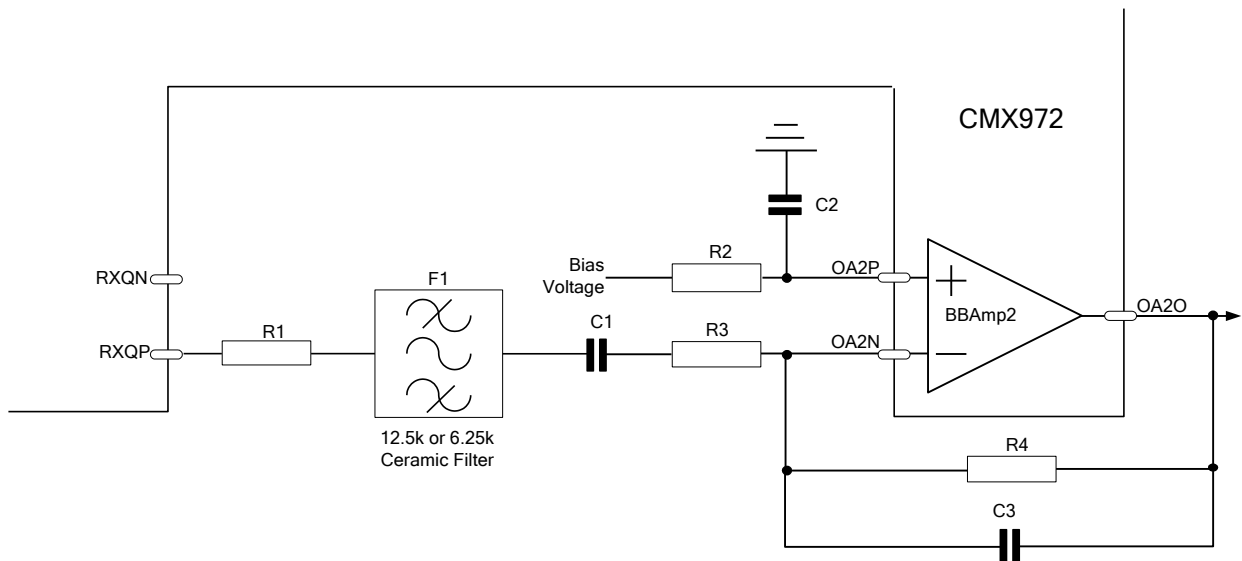 CMX972
C2
R2
OA2P
Bias
Voltage
RXQN
F1
BBAmp2
OA2O
C1
R3
OA2N
R1
RXQP
12.5k or 6.25k
Ceramic Filter
R4
C3